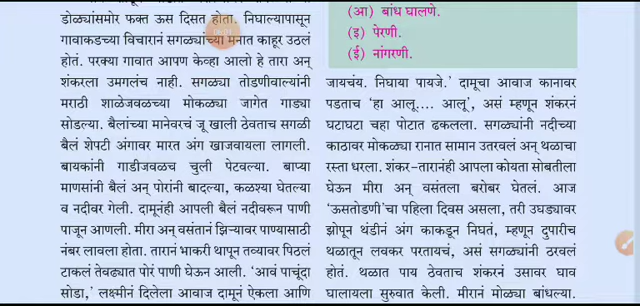 डोळ्यांसमोर फक्त ऊस दिसत होता. निघाल्यापासून
गावाकडच्या विचारानं सगळ्यांच्या मनात काहूर उठलं
होतं. परक्या गावात आपण केव्हा आलो हे तारा अन्
शंकरला उमगलंच नाही. सगळ्या तोडणीवाल्यांनी
मराठी शाळेजवळच्या मोकळ्या जागेत गाड्या
सोडल्या. बैलांच्या मानेवरचं जू खाली ठेवताच सगळी
बैलं शेपटी अंगावर मारत अंग खाजवायला लागली.
बायकांनी गाडीजवळच चुली पेटवल्या. बाप्या
माणसांनी बैलं अन् पोरांनी बादल्या, कळश्या घेतल्या
व नदीवर गेली. दामूनंही आपली बैलं नदीवरून पाणी
पाजून आणली. मीरा अन् वसंतानं झिऱ्यावर पाण्यासाठी
नंबर लावला होता. तारानं भाकरी थापून तव्यावर पिठलं
टाकलं तेवढ्यात पोरं पाणी घेऊन आली. ‘आवं पाचूंदा
सोडा,’ लक्ष्मीनं दिलेला आवाज दामूनं ऐकला आणि
(आ) बांध घालणे.
(इ) पेरणी.
(ई) नांगरणी.
जायचंय. निघाया पायजे.’ दामूचा आवाज कानावर
पडताच ‘हा आलू.... आलू’, असं म्हणून शंकरनं
घटाघटा चहा पोटात ढकलला. सगळ्यांनी नदीच्या
काठावर मोकळ्या रानात सामान उतरवलं अन् थळाचा
रस्ता धरला. शंकर-तारानंही आपला कोयता सोबतीला
घेऊन मीरा अन् वसंतला बरोबर घेतलं. आज
‘ऊसतोडणी’चा पहिला दिवस असला, तरी उघड्यावर
झोपून थंडीनं अंग काकडून निघतं, म्हणून दुपारीच
थळातून लवकर परतायचं, असं सगळ्यांनी ठरवलं
होतं. थळात पाय ठेवताच शंकरनं उसावर घाव
घालायला सुरुवात केली. मीरानं मोळ्या बांधल्या.